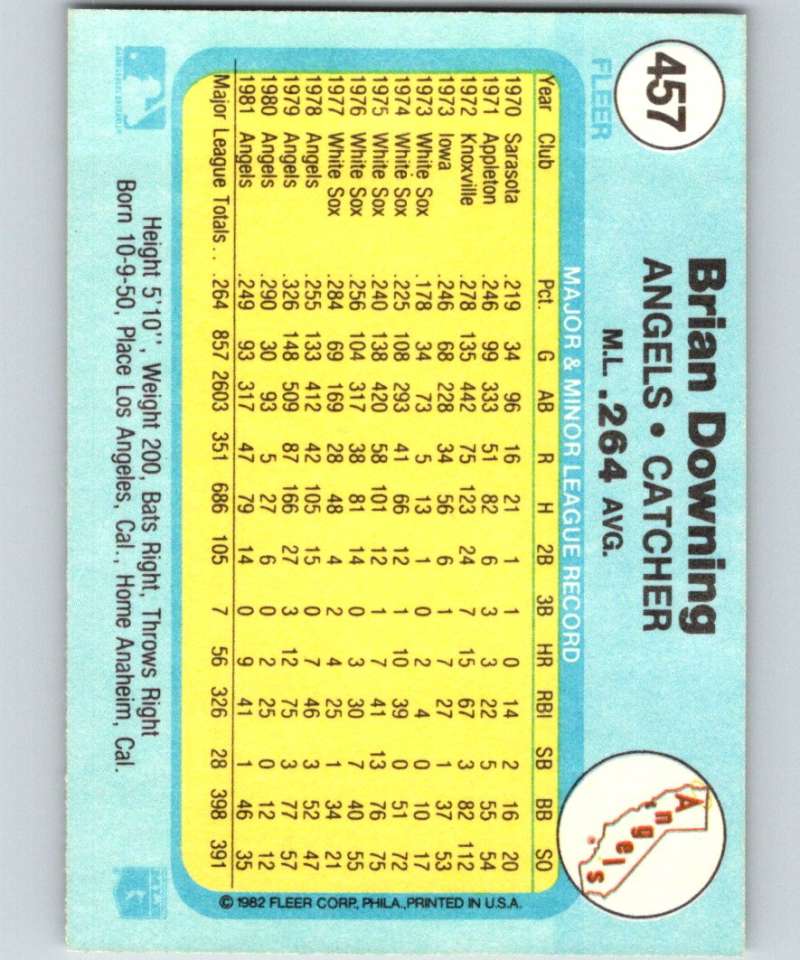 457
FLEER
Brian Downing
ANGELS • CATCHER
M.L. .264 AVG.
Angels
MAJOR & MINOR LEAGUE RECORD
Year Club Pct. G AB R H 2B 3B HR RBI SB BB SO
1970 Sarasota .219 34 96 16 21 1 1 0 14 2 16 20
1971 Appleton .246 99 333 51 82 6 3 3 22 5 55 54
1972 Knoxville .278 135 442 75 123 24 7 15 67 3 82 112
1973 Iowa .246 68 228 34 56 6 1 7 27 1 37 53
1973 White Sox .178 34 73 5 13 1 0 2 4 0 10 17
1974 White Sox .225 108 293 41 66 12 1 10 39 0 51 72
1975 White Sox .240 138 420 58 101 12 1 7 41 13 76 75
1976 White Sox .256 104 317 38 81 14 0 3 30 7 40 55
1977 White Sox .284 69 169 28 48 4 2 4 25 1 34 21
1978 Angels .255 133 412 42 105 15 0 7 46 3 52 47
1979 Angels .326 148 509 87 166 27 3 12 75 3 77 57
1980 Angels .290 30 93 5 27 6 0 2 25 0 12 12
1981 Angels .249 93 317 47 79 14 0 9 41 1 46 35
Major League Totals . . .264 857 2603 351 686 105 7 56 326 28 398 391
© 1982 FLEER CORP., PHILA., PRINTED IN U.S.A.
Height 5'10", Weight 200, Bats Right, Throws Right
Born 10-9-50, Place Los Angeles, Cal., Home Anaheim, Cal.